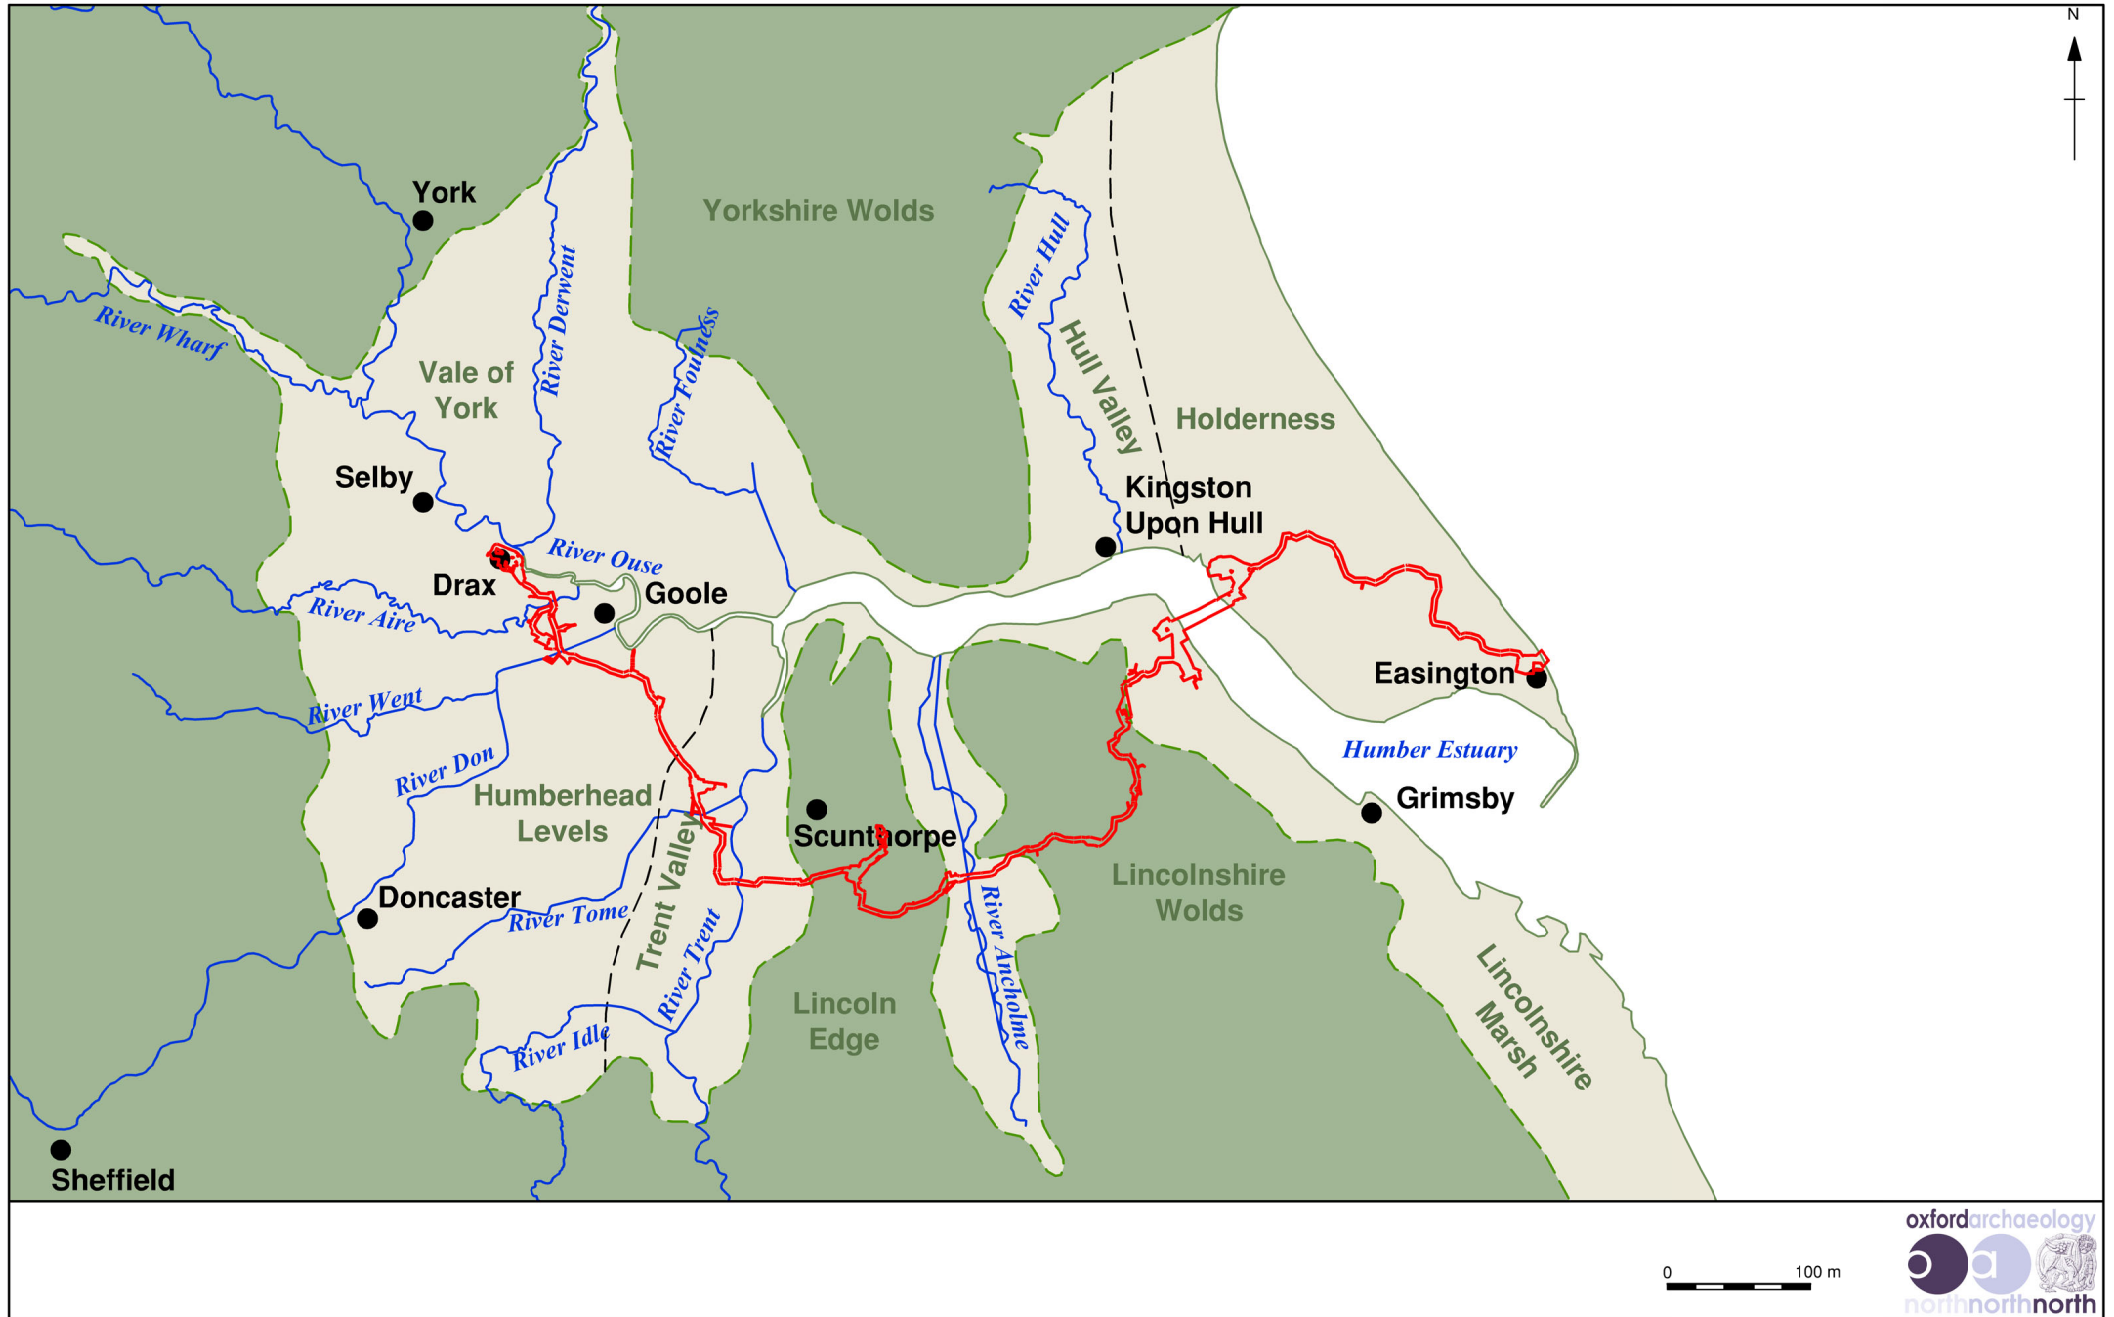 N
York
Yorkshire Wolds
River Hull
River Derwent
River Wharf
River Foulness
Vale of
York
Hull Valley
Holderness
Selby
Kingston
Upon Hull
River Ouse
Drax
Goole
River Aire
Easington
River Went
Humber Estuary
River Don
Humberhead
Levels
Grimsby
Scunthorpe
Trent Valley
Lincolnshire
Wolds
Doncaster
River Tome
River Trent
River Ancholme
Lincoln
Edge
Lincolnshire
Marsh
River Idle
Sheffield
oxfordarchaeology
0 100 m
o a
northnorthnorth